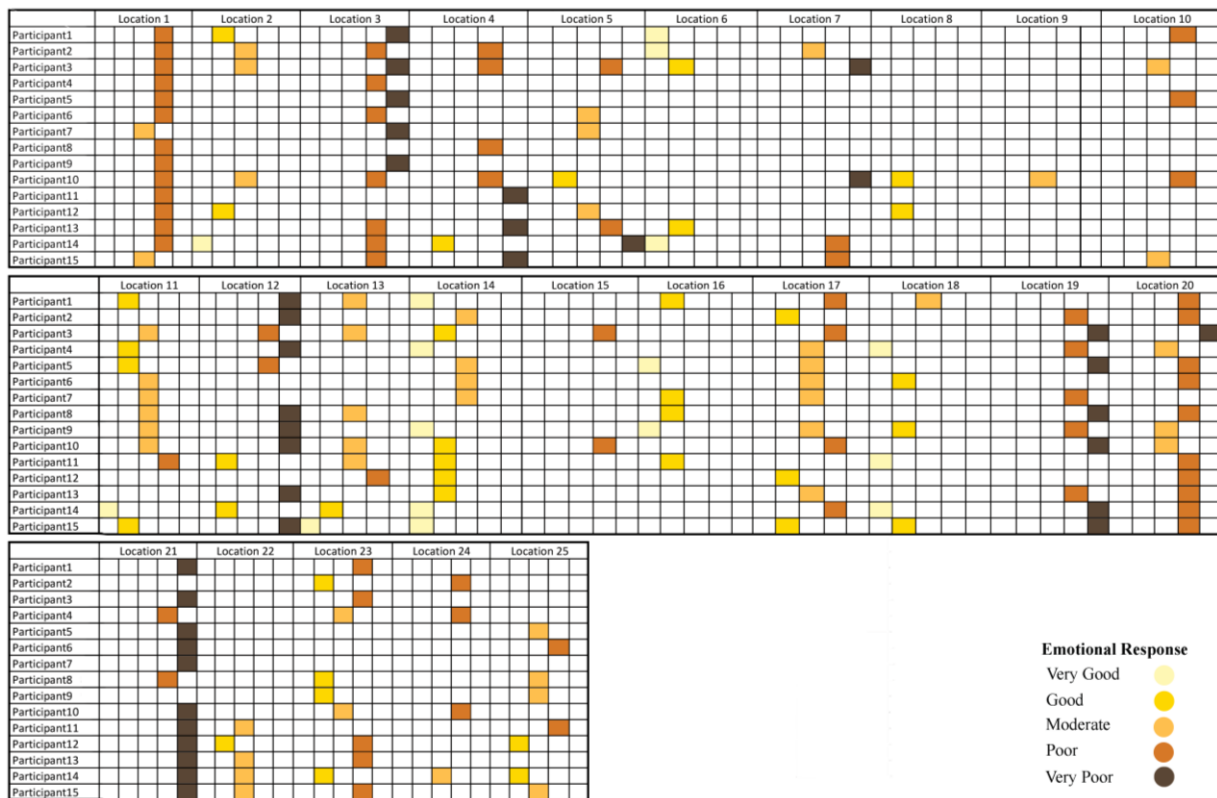 Location 1 Location 2 Location 3 Location 4 Location 5 Location 6 Location 7 Location 8 Location 9 Location 10
Participant1
Participant2
Participant3
Participant4
Participant5
Participant6
Participant7
Participant8
Participant9
Participant10
Participant11
Participant12
Participant13
Participant14
Participant15
Location 11 Location 12 Location 13 Location 14 Location 15 Location 16 Location 17 Location 18 Location 19 Location 20
Participant1
Participant2
Participant3
Participant4
Participant5
Participant6
Participant7
Participant8
Participant9
Participant10
Participant11
Participant12
Participant13
Participant14
Participant15
Location 21 Location 22 Location 23 Location 24 Location 25
Participant1
Participant2
Participant3
Participant4
Participant5
Participant6
Participant7
Participant8
Participant9
Participant10
Participant11
Participant12
Participant13
Participant14
Participant15
Emotional Response
Very Good
Good
Moderate
Poor
Very Poor